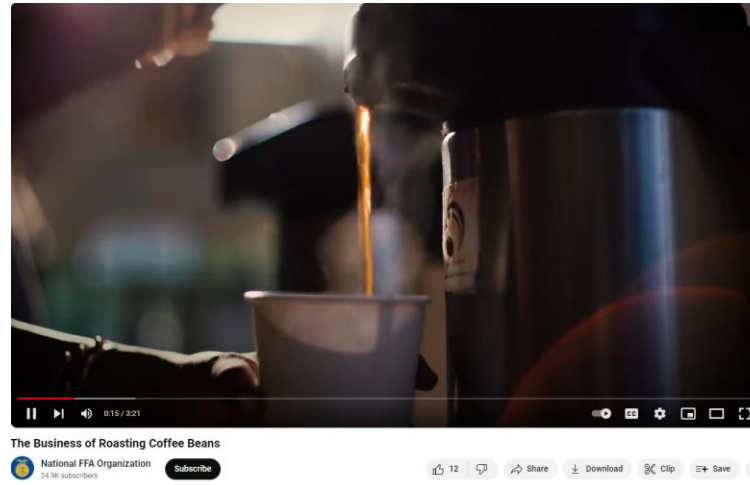 0:15 / 3:21
CC
The Business of Roasting Coffee Beans
National FFA Organization
24.9K subscribers
Subscribe
12
Share
Download
Clip
Save